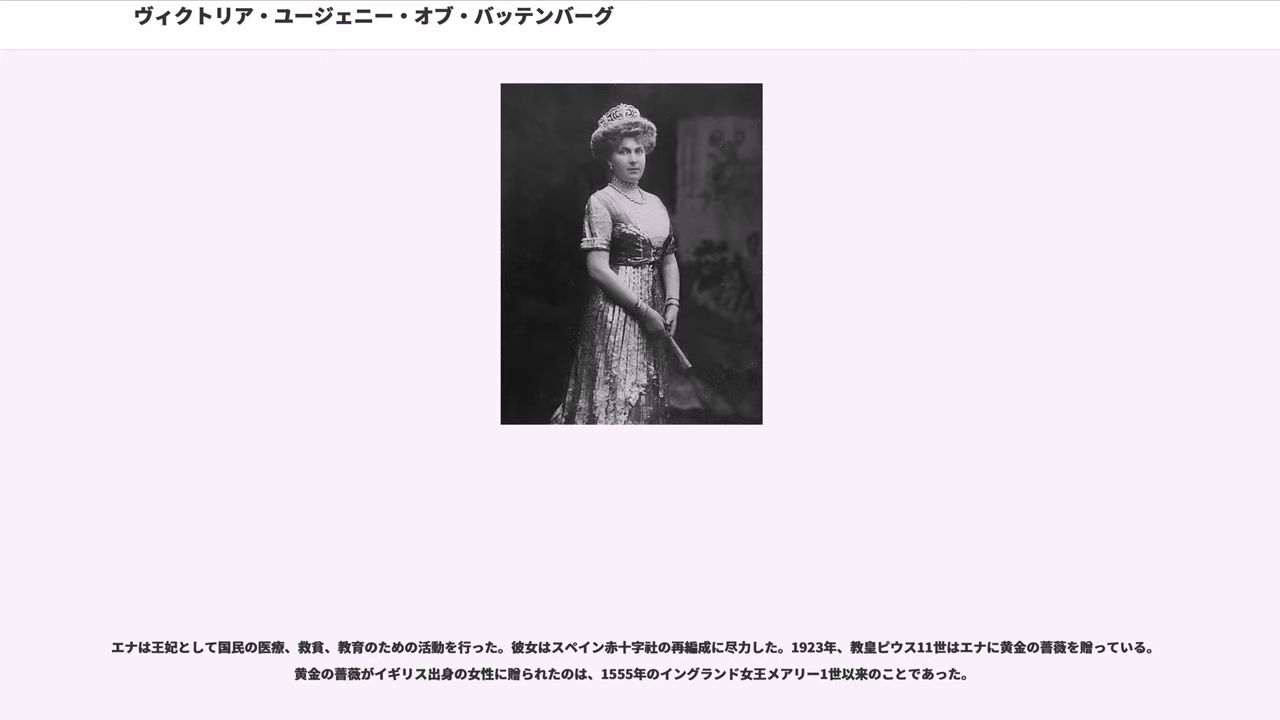 ヴィクトリア・ユージェニー・オブ・バッテンバーグ
エナは王妃として国民の医療、救貧、教育のための活動を行った。彼女はスペイン赤十字社の再編成に尽力した。1923年、教皇ピウス11世はエナに黄金の薔薇を贈っている。
黄金の薔薇がイギリス出身の女性に贈られたのは、1555年のイングランド女王メアリー1世以来のことであった。